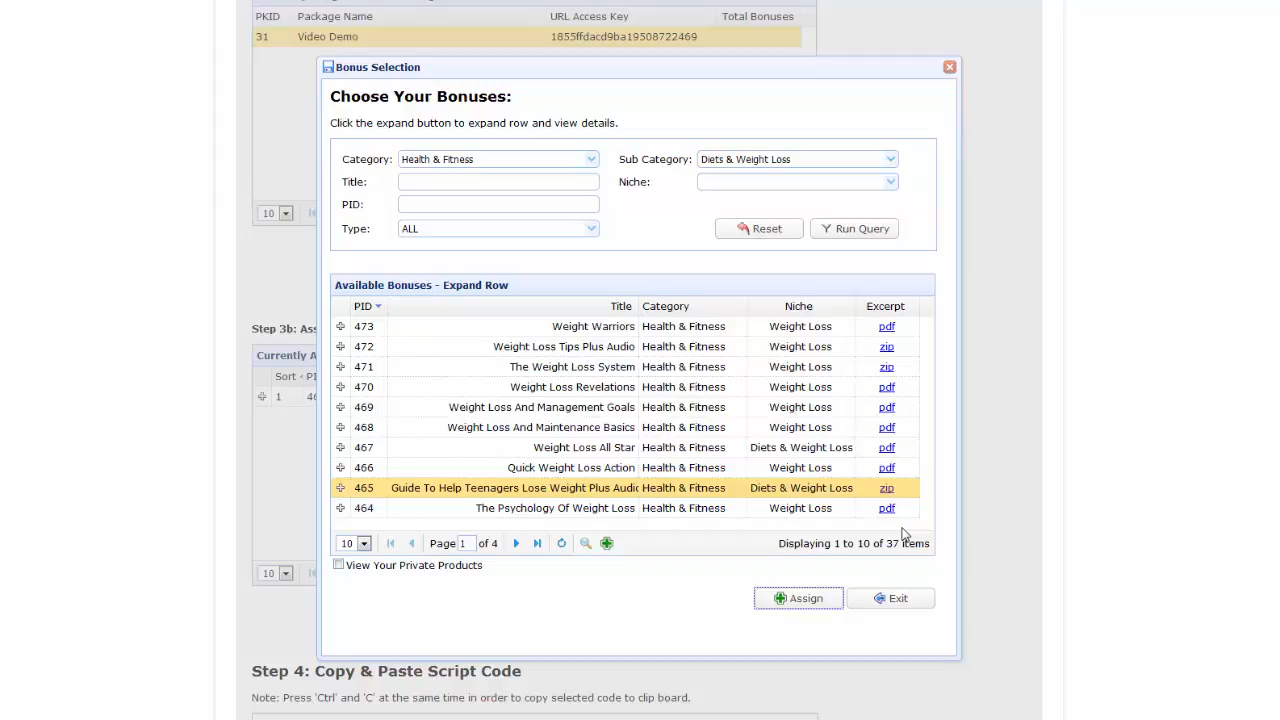 PKID Package Name URL Access Key Total Bonuses
31 Video Demo 1855ffdacd9ba19508722469
Bonus Selection
Choose Your Bonuses:
Click the expand button to expand row and view details.
Category: Health & Fitness Sub Category: Diets & Weight Loss
Title: Niche:
PID:
Type: ALL Reset Run Query
10
Available Bonuses - Expand Row
PID Title Category Niche Excerpt
473 Weight Warriors Health & Fitness Weight Loss pdf
472 Weight Loss Tips Plus Audio Health & Fitness Weight Loss zip
471 The Weight Loss System Health & Fitness Weight Loss zip
470 Weight Loss Revelations Health & Fitness Weight Loss pdf
469 Weight Loss And Management Goals Health & Fitness Weight Loss pdf
468 Weight Loss And Maintenance Basics Health & Fitness Weight Loss pdf
467 Weight Loss All Star Health & Fitness Diets & Weight Loss pdf
466 Quick Weight Loss Action Health & Fitness Weight Loss pdf
465 Guide To Help Teenagers Lose Weight Plus Audio Health & Fitness Diets & Weight Loss zip
464 The Psychology Of Weight Loss Health & Fitness Weight Loss pdf
10 Page 1 of 4 Displaying 1 to 10 of 37 items
View Your Private Products
Assign Exit
Step 3b: Ass
Currently A
Sort PI
1 46
10
Step 4: Copy & Paste Script Code
Note: Press 'Ctrl' and 'C' at the same time in order to copy selected code to clip board.